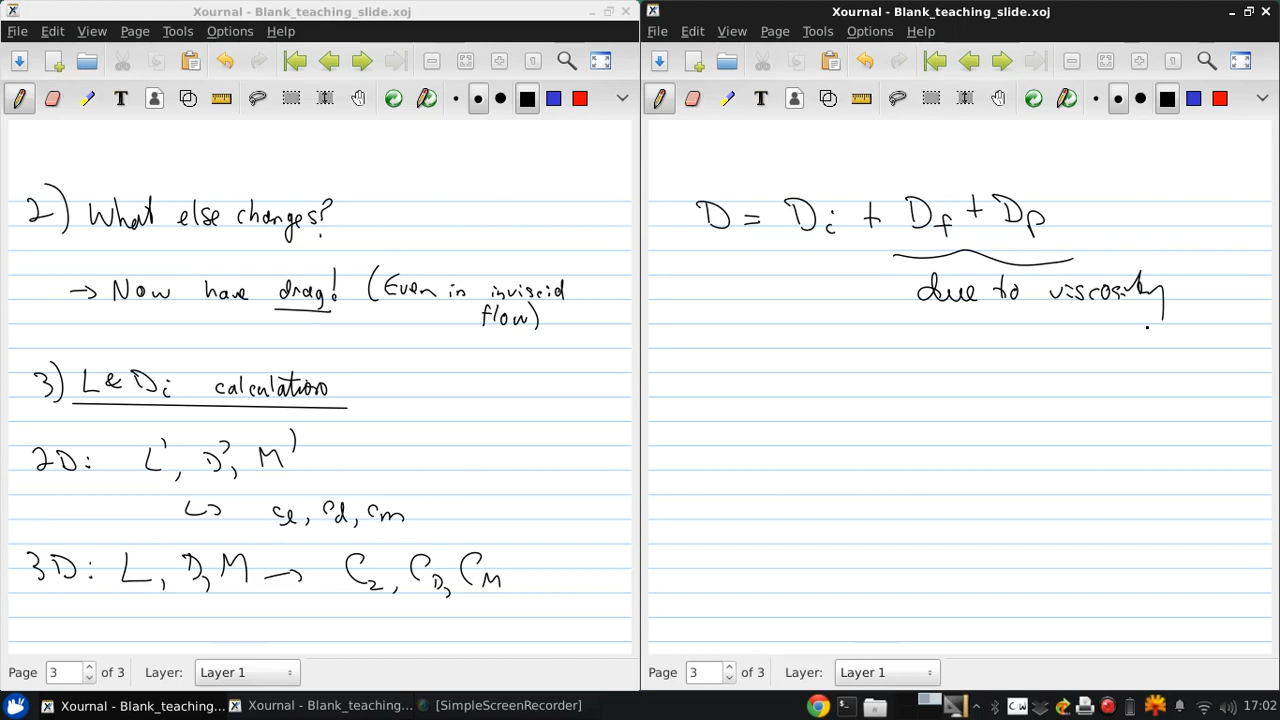 Xournal - Blank_teaching_slide.xoj
File Edit View Page Tools Options Help
2) What else changes?
→ Now have drag! (Even in inviscid
flow)
3) L & Di calculation
2D: L', D', M'
↳ cl, cd, cm
3D: L, D, M → CL, CD, CM
Page 3 of 3 Layer: Layer 1
Xournal - Blank_teaching_slide.xoj
File Edit View Page Tools Options Help
D = Di + Df + Dp
due to viscosity
Page 3 of 3 Layer: Layer 1
Xournal - Blank_teaching_... Xournal - Blank_teaching_... [SimpleScreenRecorder] 17:02